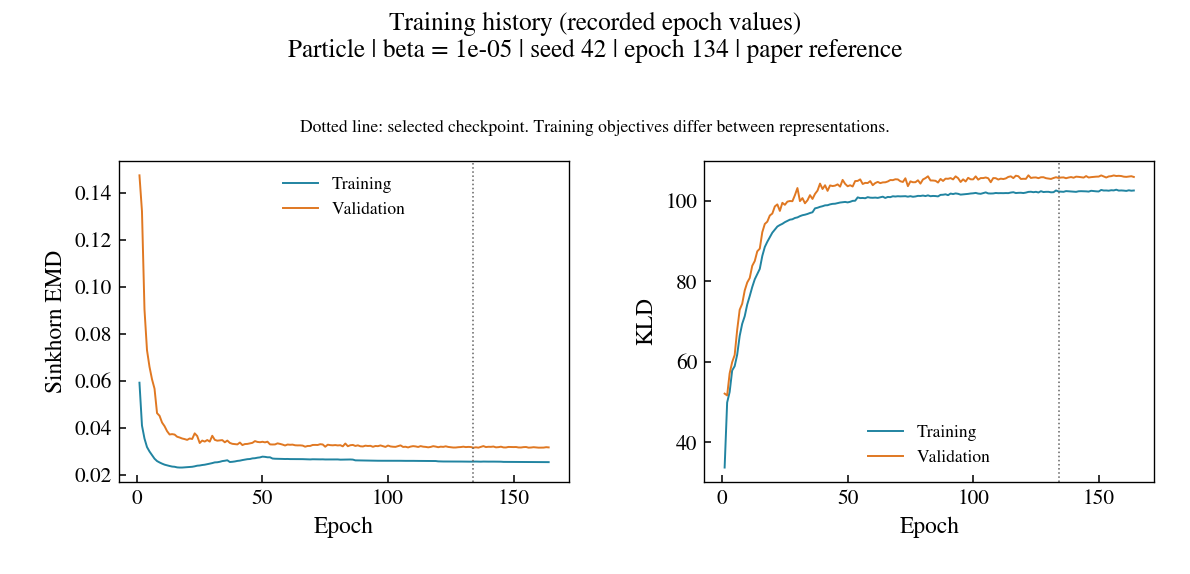 Training history (recorded epoch values)
Particle | beta = 1e-05 | seed 42 | epoch 134 | paper reference
Dotted line: selected checkpoint. Training objectives differ between representations.
Sinkhorn EMD
0.14
0.12
0.10
0.08
0.06
0.04
0.02
Training
Validation
0
50
100
150
Epoch
KLD
100
80
60
40
Training
Validation
0
50
100
150
Epoch